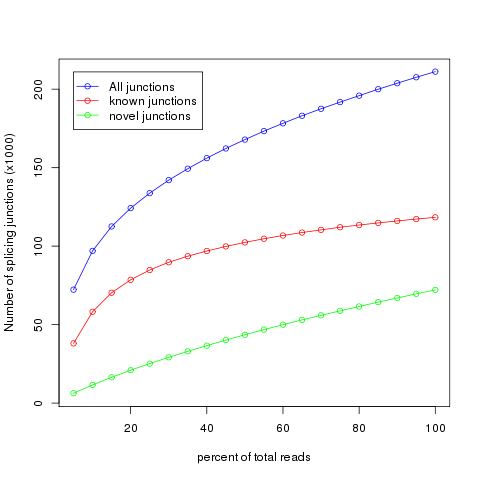 All junctions
known junctions
novel junctions
Number of splicing junctions (x1000)
200
150
100
50
0
20
40
60
80
100
percent of total reads